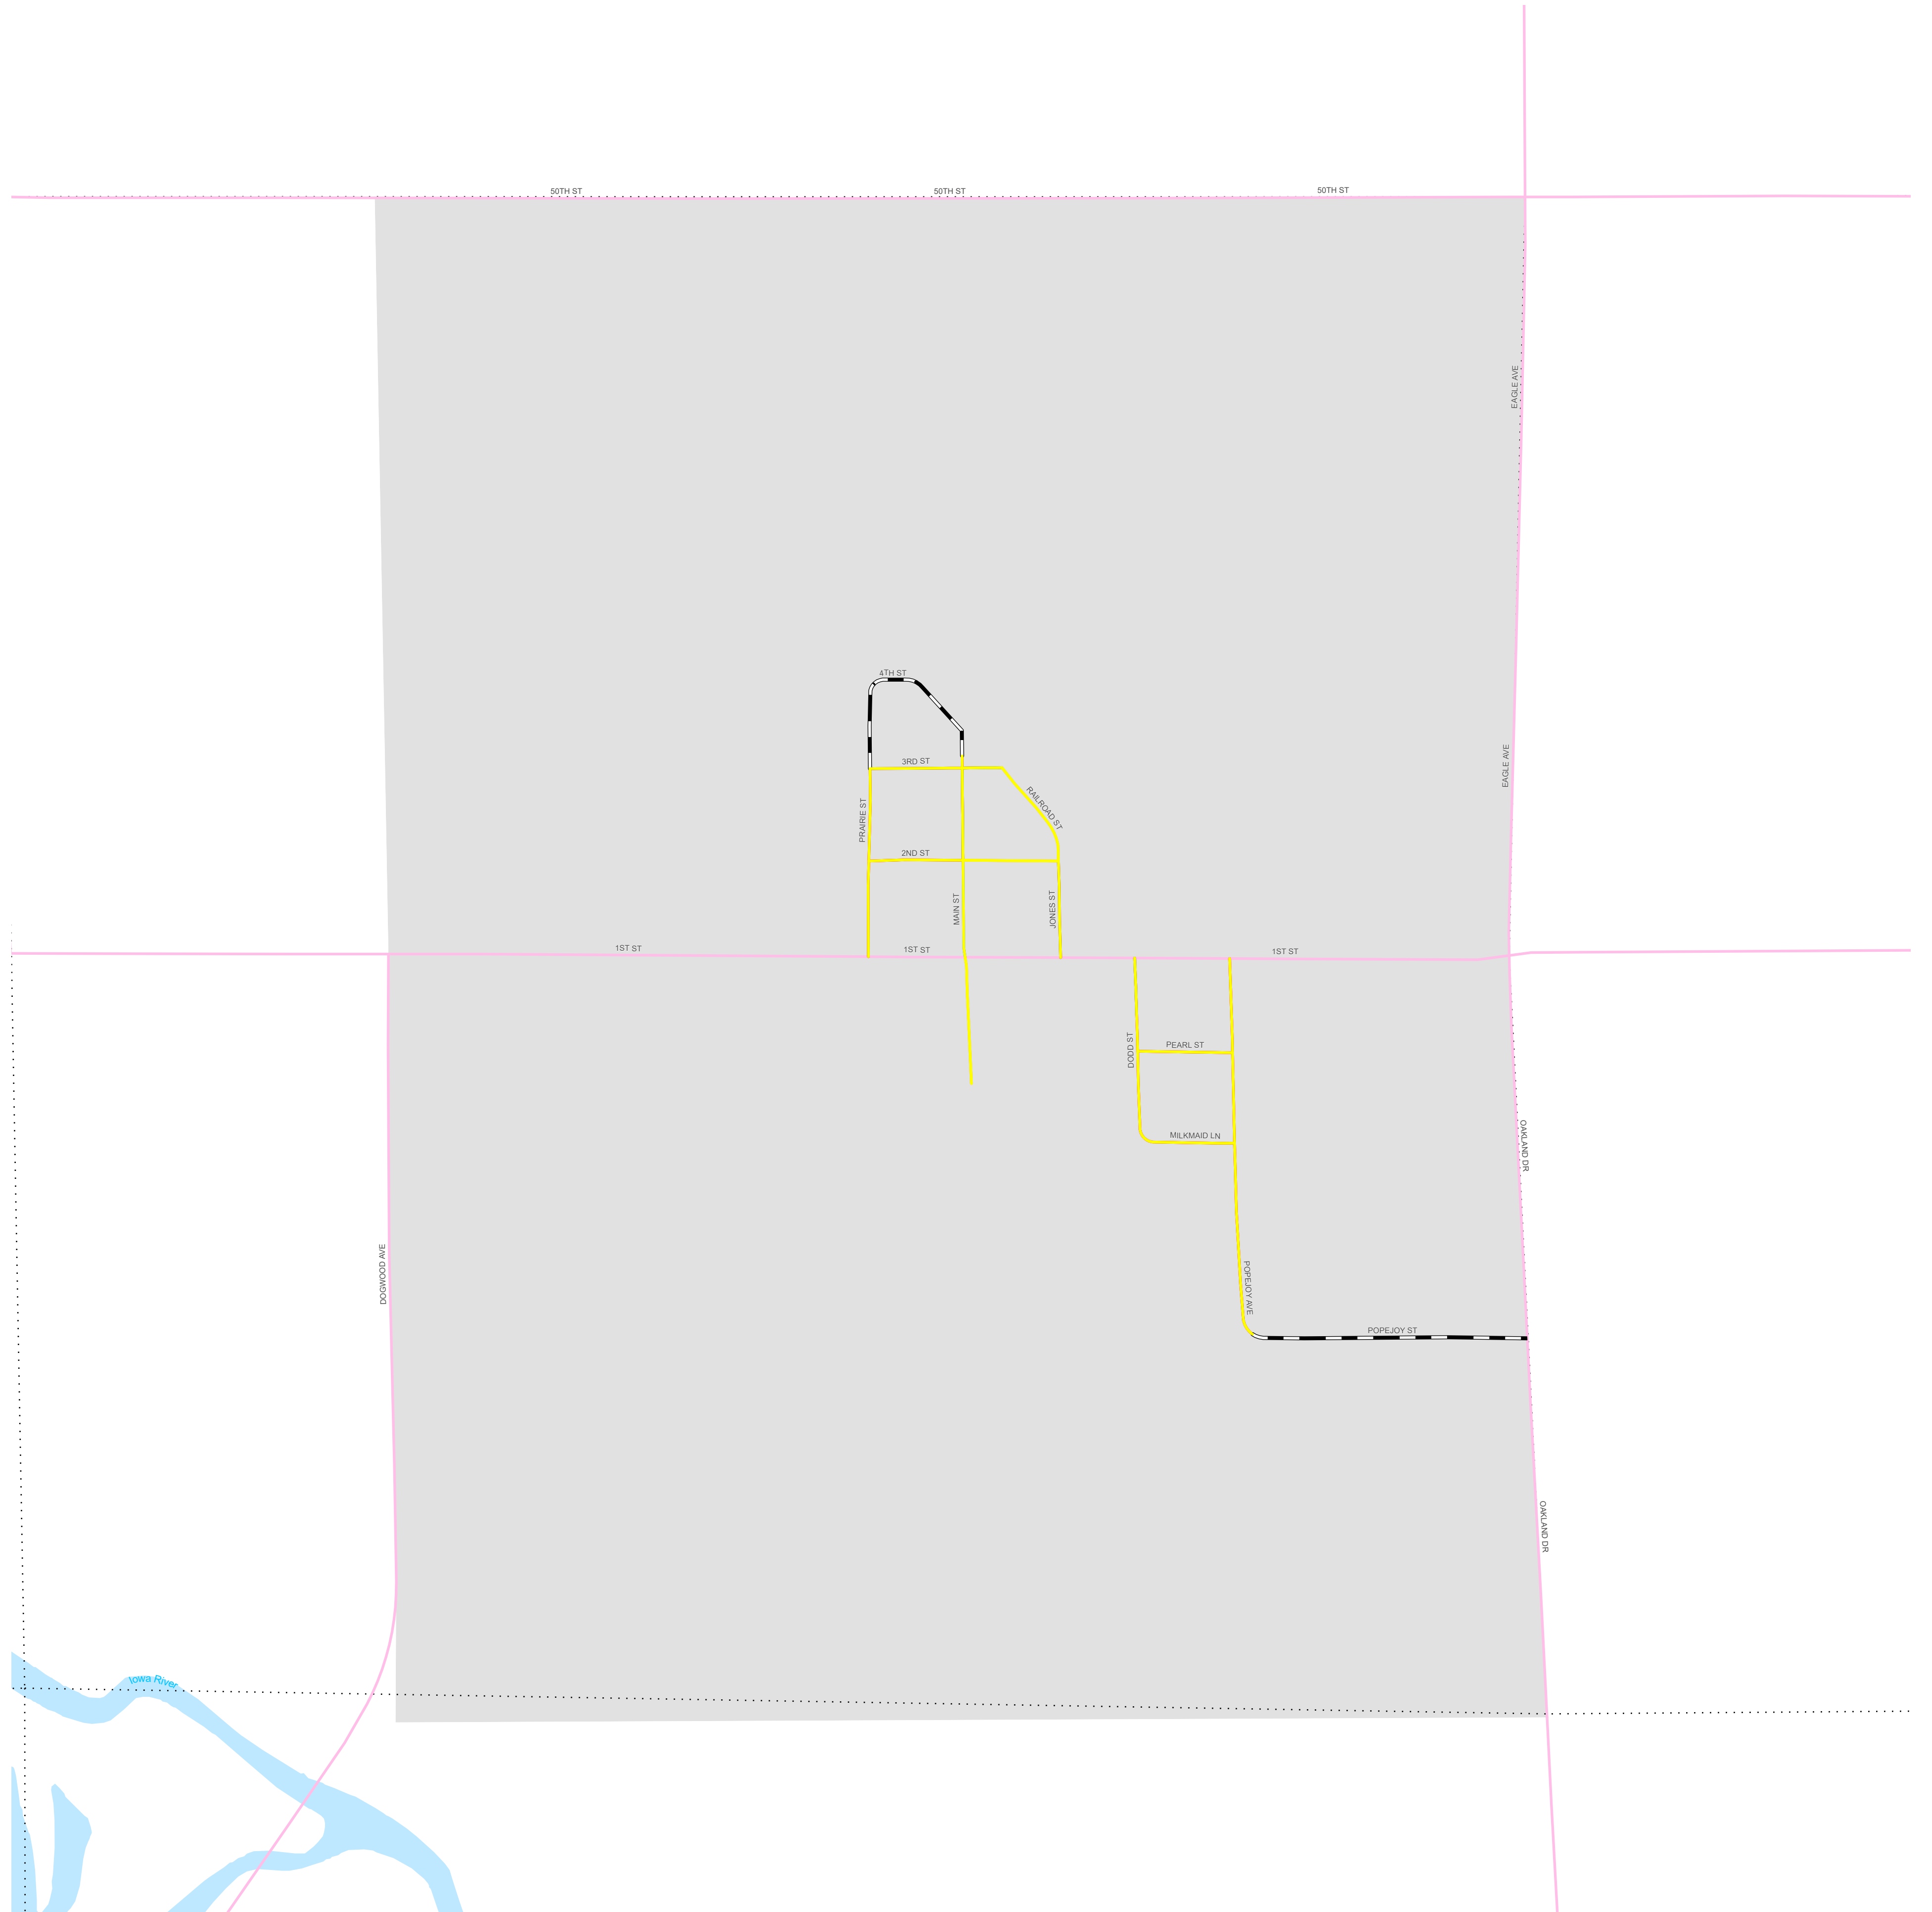 50TH ST
50TH ST
50TH ST
EAGLE AVE
4TH ST
EAGLE AVE
3RD ST
RAILROAD ST
PRAIRIE ST
2ND ST
MAIN ST
JONES ST
1ST ST
1ST ST
1ST ST
DODD ST
PEARL ST
MILKMAID LN
OAKLAND DR
DOGWOOD AVE
POPEJOY AVE
POPEJOY ST
OAKLAND DR
Iowa River